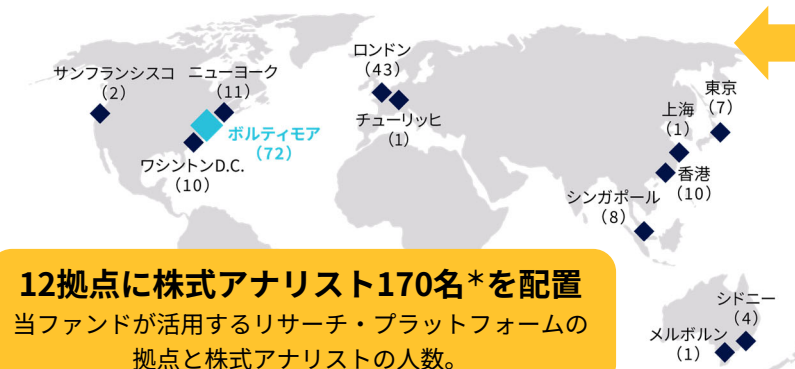 サンフランシスコ
（2）
ニューヨーク
（11）
ボルティモア
（72）
ワシントンD.C.
（10）
ロンドン
（43）
チューリッヒ
（1）
東京
（7）
上海
（1）
香港
（10）
シンガポール
（8）
シドニー
（4）
メルボルン
（1）
12拠点に株式アナリスト170名*を配置
当ファンドが活用するリサーチ・プラットフォームの
拠点と株式アナリストの人数。